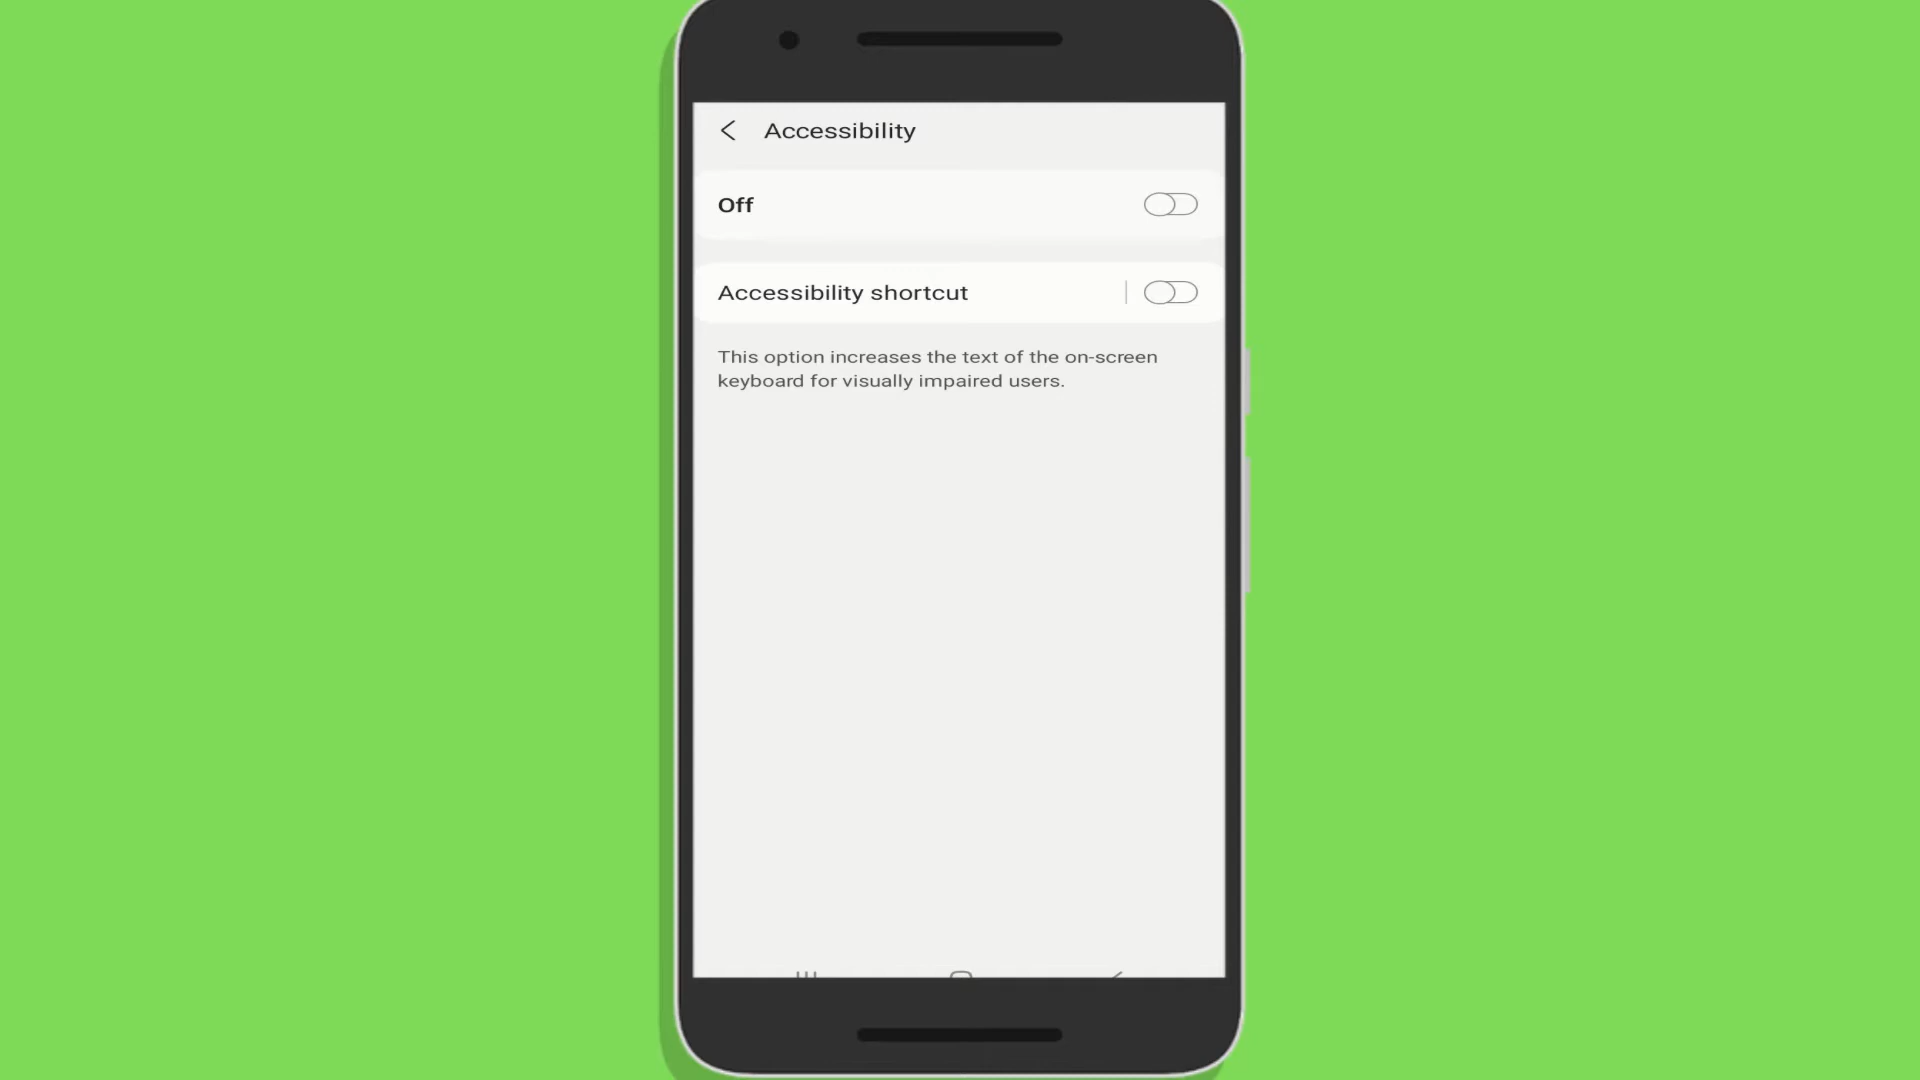 Accessibility
Off
Accessibility shortcut
This option increases the text of the on-screen
keyboard for visually impaired users.